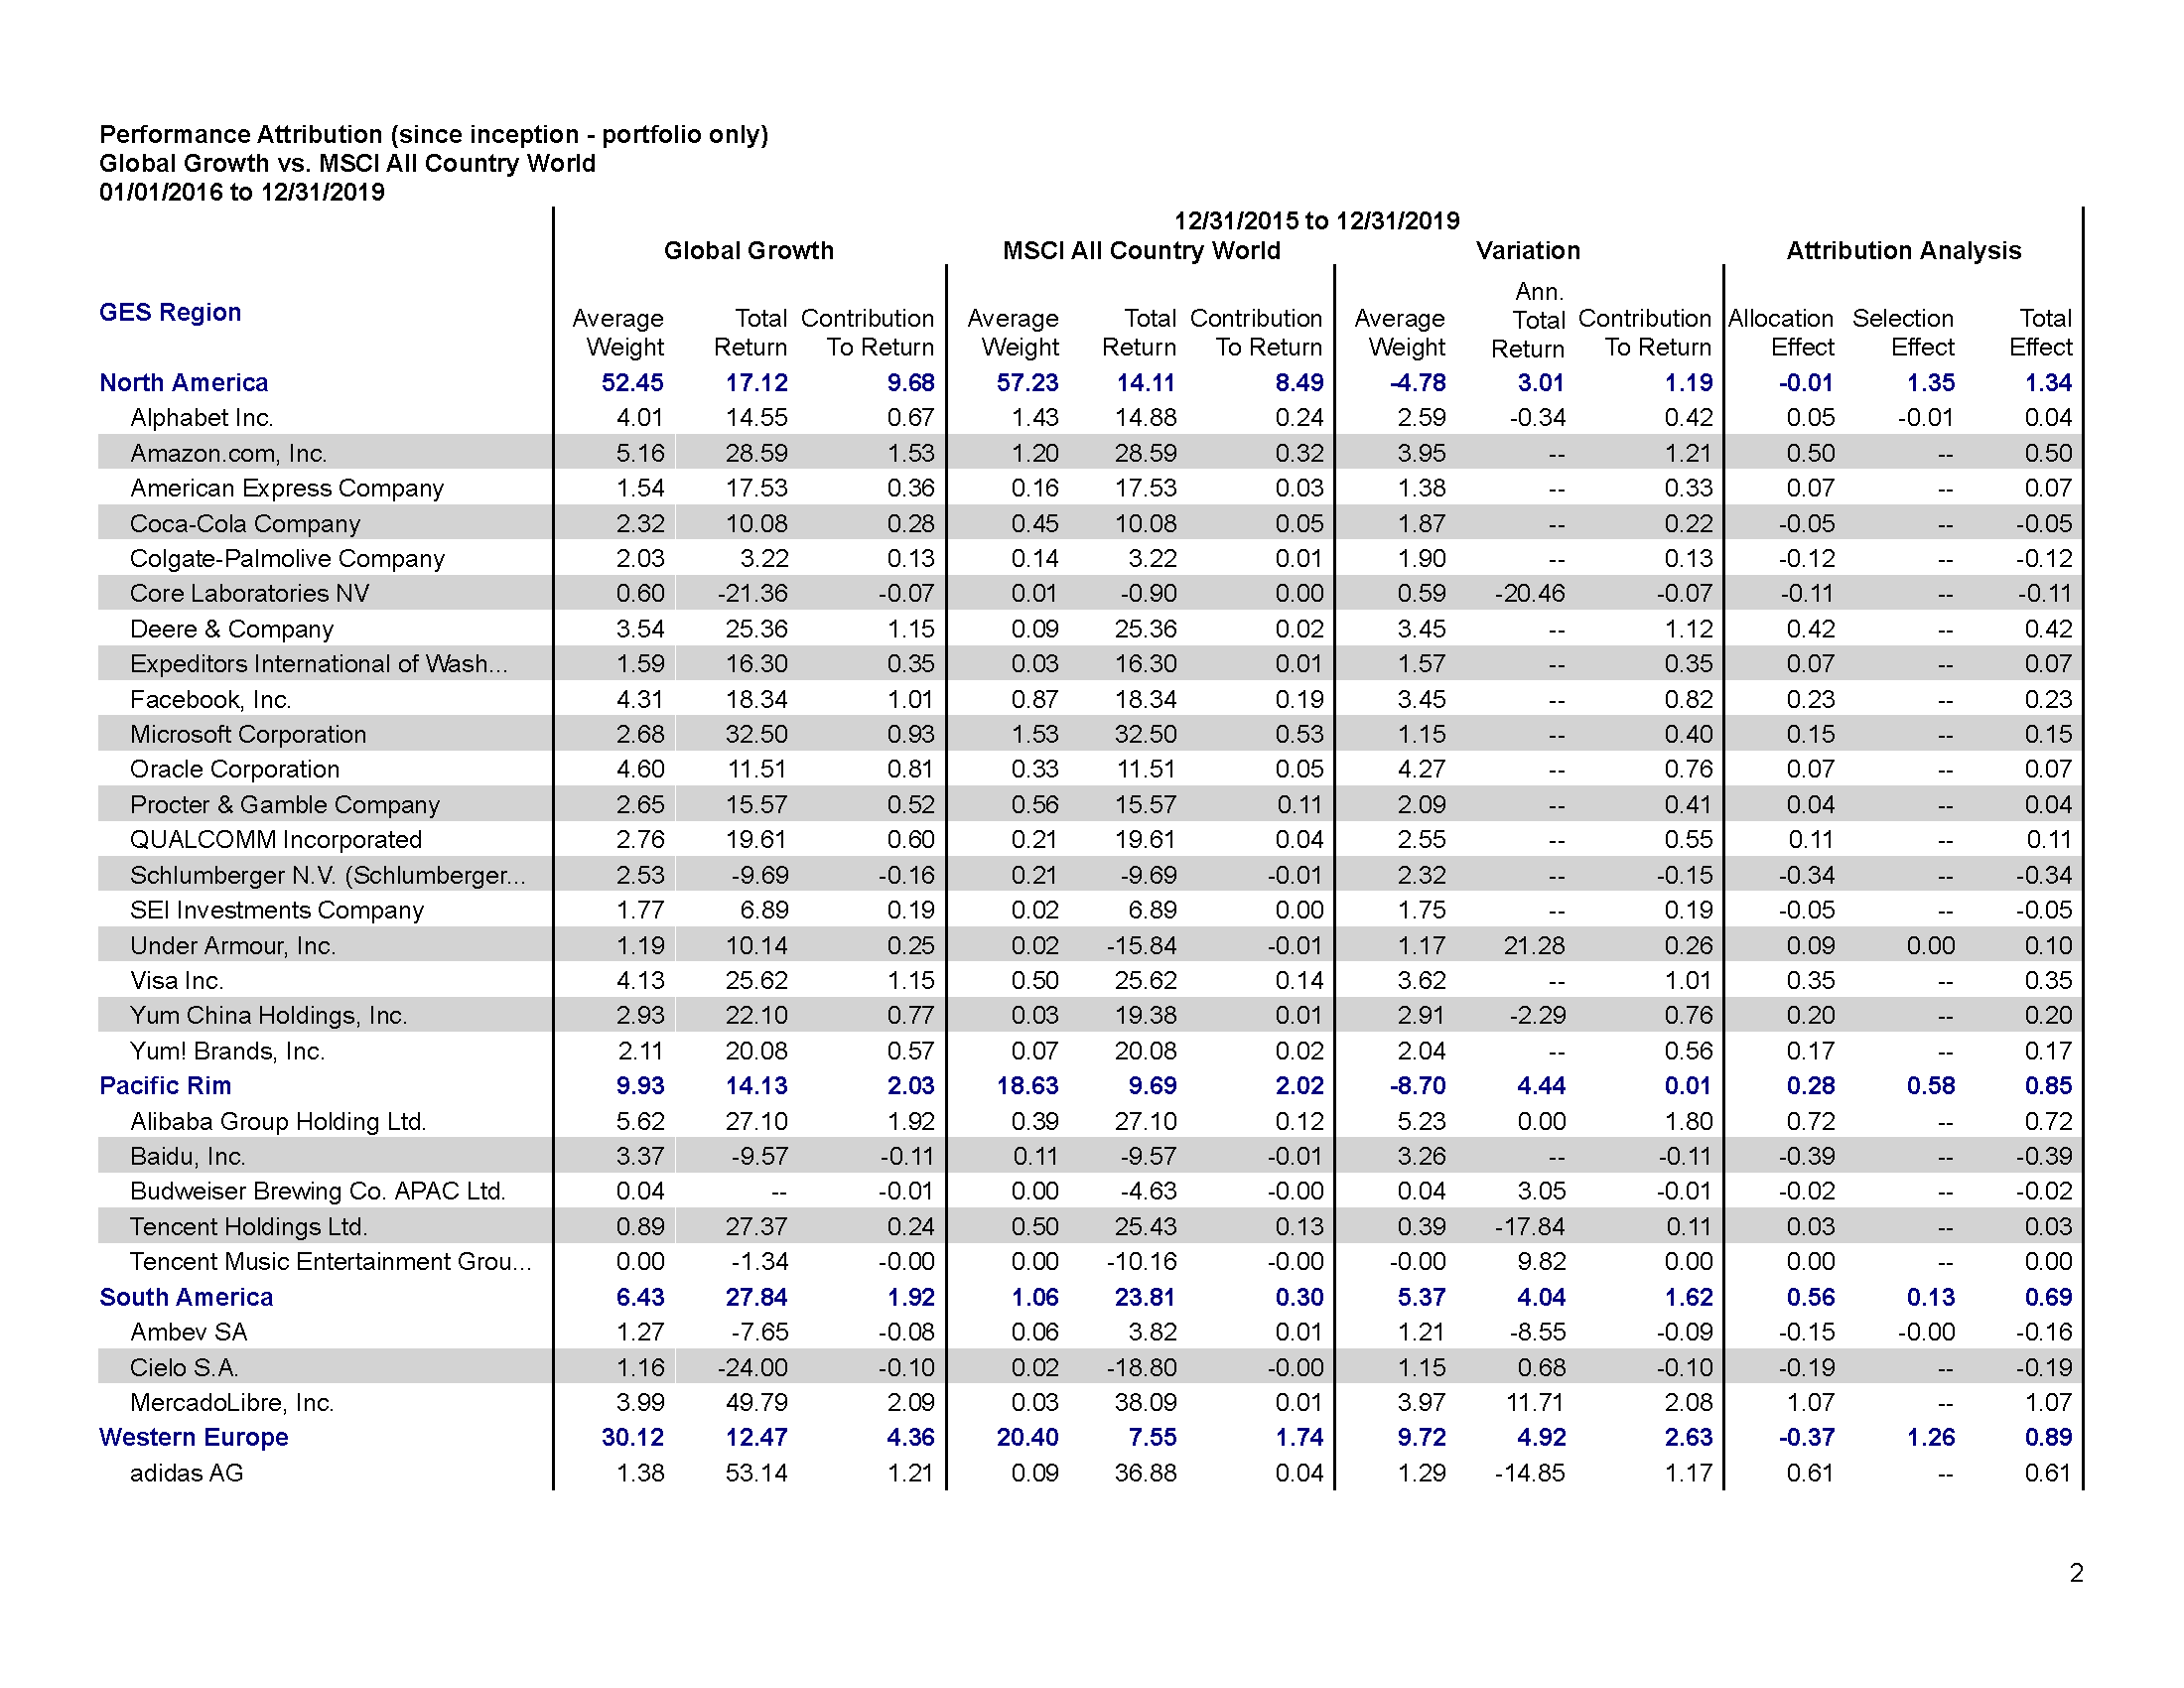 Performance Attribution (since inception - portfolio only)
Global Growth vs. MSCI All Country World
01/01/2016 to 12/31/2019
12/31/2015 to 12/31/2019
Global Growth MSCI All Country World Variation Attribution Analysis
GES Region Average Weight Total Return Contribution To Return Average Weight Total Return Contribution To Return Average Weight Ann. Total Return Contribution To Return Allocation Effect Selection Effect Total Effect
North America 52.45 17.12 9.68 57.23 14.11 8.49 -4.78 3.01 1.19 -0.01 1.35 1.34
Alphabet Inc. 4.01 14.55 0.67 1.43 14.88 0.24 2.59 -0.34 0.42 0.05 -0.01 0.04
Amazon.com, Inc. 5.16 28.59 1.53 1.20 28.59 0.32 3.95 -- 1.21 0.50 -- 0.50
American Express Company 1.54 17.53 0.36 0.16 17.53 0.03 1.38 -- 0.33 0.07 -- 0.07
Coca-Cola Company 2.32 10.08 0.28 0.45 10.08 0.05 1.87 -- 0.22 -0.05 -- -0.05
Colgate-Palmolive Company 2.03 3.22 0.13 0.14 3.22 0.01 1.90 -- 0.13 -0.12 -- -0.12
Core Laboratories NV 0.60 -21.36 -0.07 0.01 -0.90 0.00 0.59 -20.46 -0.07 -0.11 -- -0.11
Deere & Company 3.54 25.36 1.15 0.09 25.36 0.02 3.45 -- 1.12 0.42 -- 0.42
Expeditors International of Wash... 1.59 16.30 0.35 0.03 16.30 0.01 1.57 -- 0.35 0.07 -- 0.07
Facebook, Inc. 4.31 18.34 1.01 0.87 18.34 0.19 3.45 -- 0.82 0.23 -- 0.23
Microsoft Corporation 2.68 32.50 0.93 1.53 32.50 0.53 1.15 -- 0.40 0.15 -- 0.15
Oracle Corporation 4.60 11.51 0.81 0.33 11.51 0.05 4.27 -- 0.76 0.07 -- 0.07
Procter & Gamble Company 2.65 15.57 0.52 0.56 15.57 0.11 2.09 -- 0.41 0.04 -- 0.04
QUALCOMM Incorporated 2.76 19.61 0.60 0.21 19.61 0.04 2.55 -- 0.55 0.11 -- 0.11
Schlumberger N.V. (Schlumberger... 2.53 -9.69 -0.16 0.21 -9.69 -0.01 2.32 -- -0.15 -0.34 -- -0.34
SEI Investments Company 1.77 6.89 0.19 0.02 6.89 0.00 1.75 -- 0.19 -0.05 -- -0.05
Under Armour, Inc. 1.19 10.14 0.25 0.02 -15.84 -0.01 1.17 21.28 0.26 0.09 0.00 0.10
Visa Inc. 4.13 25.62 1.15 0.50 25.62 0.14 3.62 -- 1.01 0.35 -- 0.35
Yum China Holdings, Inc. 2.93 22.10 0.77 0.03 19.38 0.01 2.91 -2.29 0.76 0.20 -- 0.20
Yum! Brands, Inc. 2.11 20.08 0.57 0.07 20.08 0.02 2.04 -- 0.56 0.17 -- 0.17
Pacific Rim 9.93 14.13 2.03 18.63 9.69 2.02 -8.70 4.44 0.01 0.28 0.58 0.85
Alibaba Group Holding Ltd. 5.62 27.10 1.92 0.39 27.10 0.12 5.23 0.00 1.80 0.72 -- 0.72
Baidu, Inc. 3.37 -9.57 -0.11 0.11 -9.57 -0.01 3.26 -- -0.11 -0.39 -- -0.39
Budweiser Brewing Co. APAC Ltd. 0.04 -- -0.01 0.00 -4.63 -0.00 0.04 3.05 -0.01 -0.02 -- -0.02
Tencent Holdings Ltd. 0.89 27.37 0.24 0.50 25.43 0.13 0.39 -17.84 0.11 0.03 -- 0.03
Tencent Music Entertainment Grou... 0.00 -1.34 -0.00 0.00 -10.16 -0.00 -0.00 9.82 0.00 0.00 -- 0.00
South America 6.43 27.84 1.92 1.06 23.81 0.30 5.37 4.04 1.62 0.56 0.13 0.69
Ambev SA 1.27 -7.65 -0.08 0.06 3.82 0.01 1.21 -8.55 -0.09 -0.15 -0.00 -0.16
Cielo S.A. 1.16 -24.00 -0.10 0.02 -18.80 -0.00 1.15 0.68 -0.10 -0.19 -- -0.19
MercadoLibre, Inc. 3.99 49.79 2.09 0.03 38.09 0.01 3.97 11.71 2.08 1.07 -- 1.07
Western Europe 30.12 12.47 4.36 20.40 7.55 1.74 9.72 4.92 2.63 -0.37 1.26 0.89
adidas AG 1.38 53.14 1.21 0.09 36.88 0.04 1.29 -14.85 1.17 0.61 -- 0.61
2